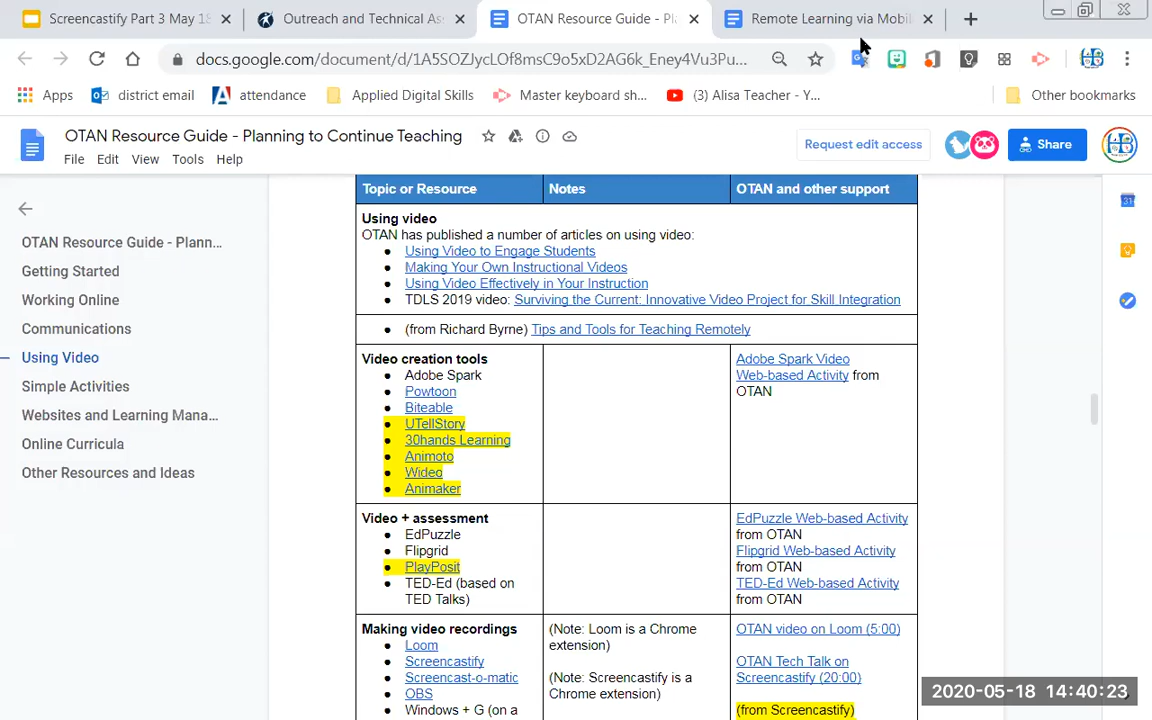 Screencastify Part 3 May 18
Outreach and Technical As
OTAN Resource Guide - Pl
Remote Learning via Mobil
docs.google.com/document/d/1A5SOZJycLOf8msC9o5xD2AG6k_Eney4Vu3Pu...
Apps
district email
attendance
Applied Digital Skills
Master keyboard sh...
(3) Alisa Teacher - Y...
Other bookmarks
OTAN Resource Guide - Planning to Continue Teaching
File Edit View Tools Help
Request edit access
Share
OTAN Resource Guide - Plann...
Getting Started
Working Online
Communications
Using Video
Simple Activities
Websites and Learning Mana...
Online Curricula
Other Resources and Ideas
Topic or Resource
Notes
OTAN and other support
Using video
OTAN has published a number of articles on using video:
Using Video to Engage Students
Making Your Own Instructional Videos
Using Video Effectively in Your Instruction
TDLS 2019 video: Surviving the Current: Innovative Video Project for Skill Integration
(from Richard Byrne) Tips and Tools for Teaching Remotely
Video creation tools
Adobe Spark
Powtoon
Biteable
UTellStory
30hands Learning
Animoto
Wideo
Animaker
Adobe Spark Video
Web-based Activity from
OTAN
Video + assessment
EdPuzzle
Flipgrid
PlayPosit
TED-Ed (based on
TED Talks)
EdPuzzle Web-based Activity
from OTAN
Flipgrid Web-based Activity
from OTAN
TED-Ed Web-based Activity
from OTAN
Making video recordings
Loom
Screencastify
Screencast-o-matic
OBS
Windows + G (on a
(Note: Loom is a Chrome
extension)
(Note: Screencastify is a
Chrome extension)
OTAN video on Loom (5:00)
OTAN Tech Talk on
Screencastify (20:00)
(from Screencastify)
2020-05-18 14:40:23